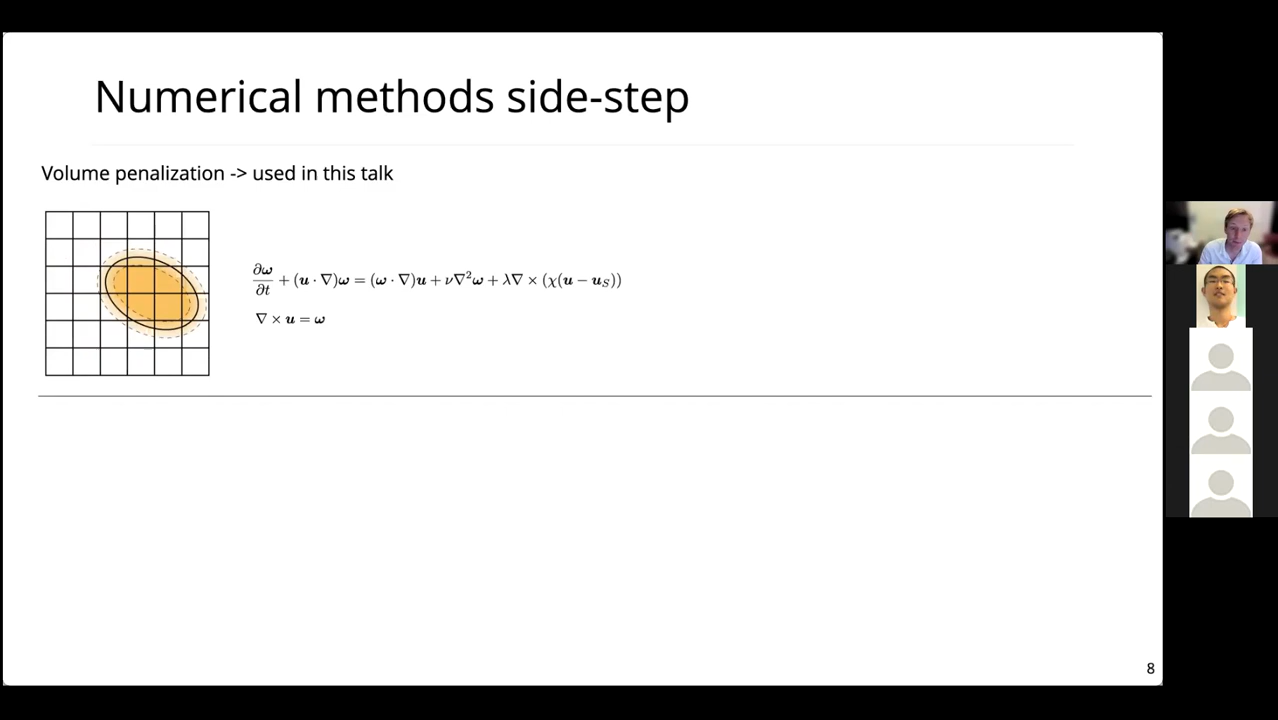 Numerical methods side-step
Volume penalization -> used in this talk
∂ω/∂t + (u · ∇)ω = (ω · ∇)u + ν∇²ω + λ∇ × (χ(u − u_S))
∇ × u = ω
8